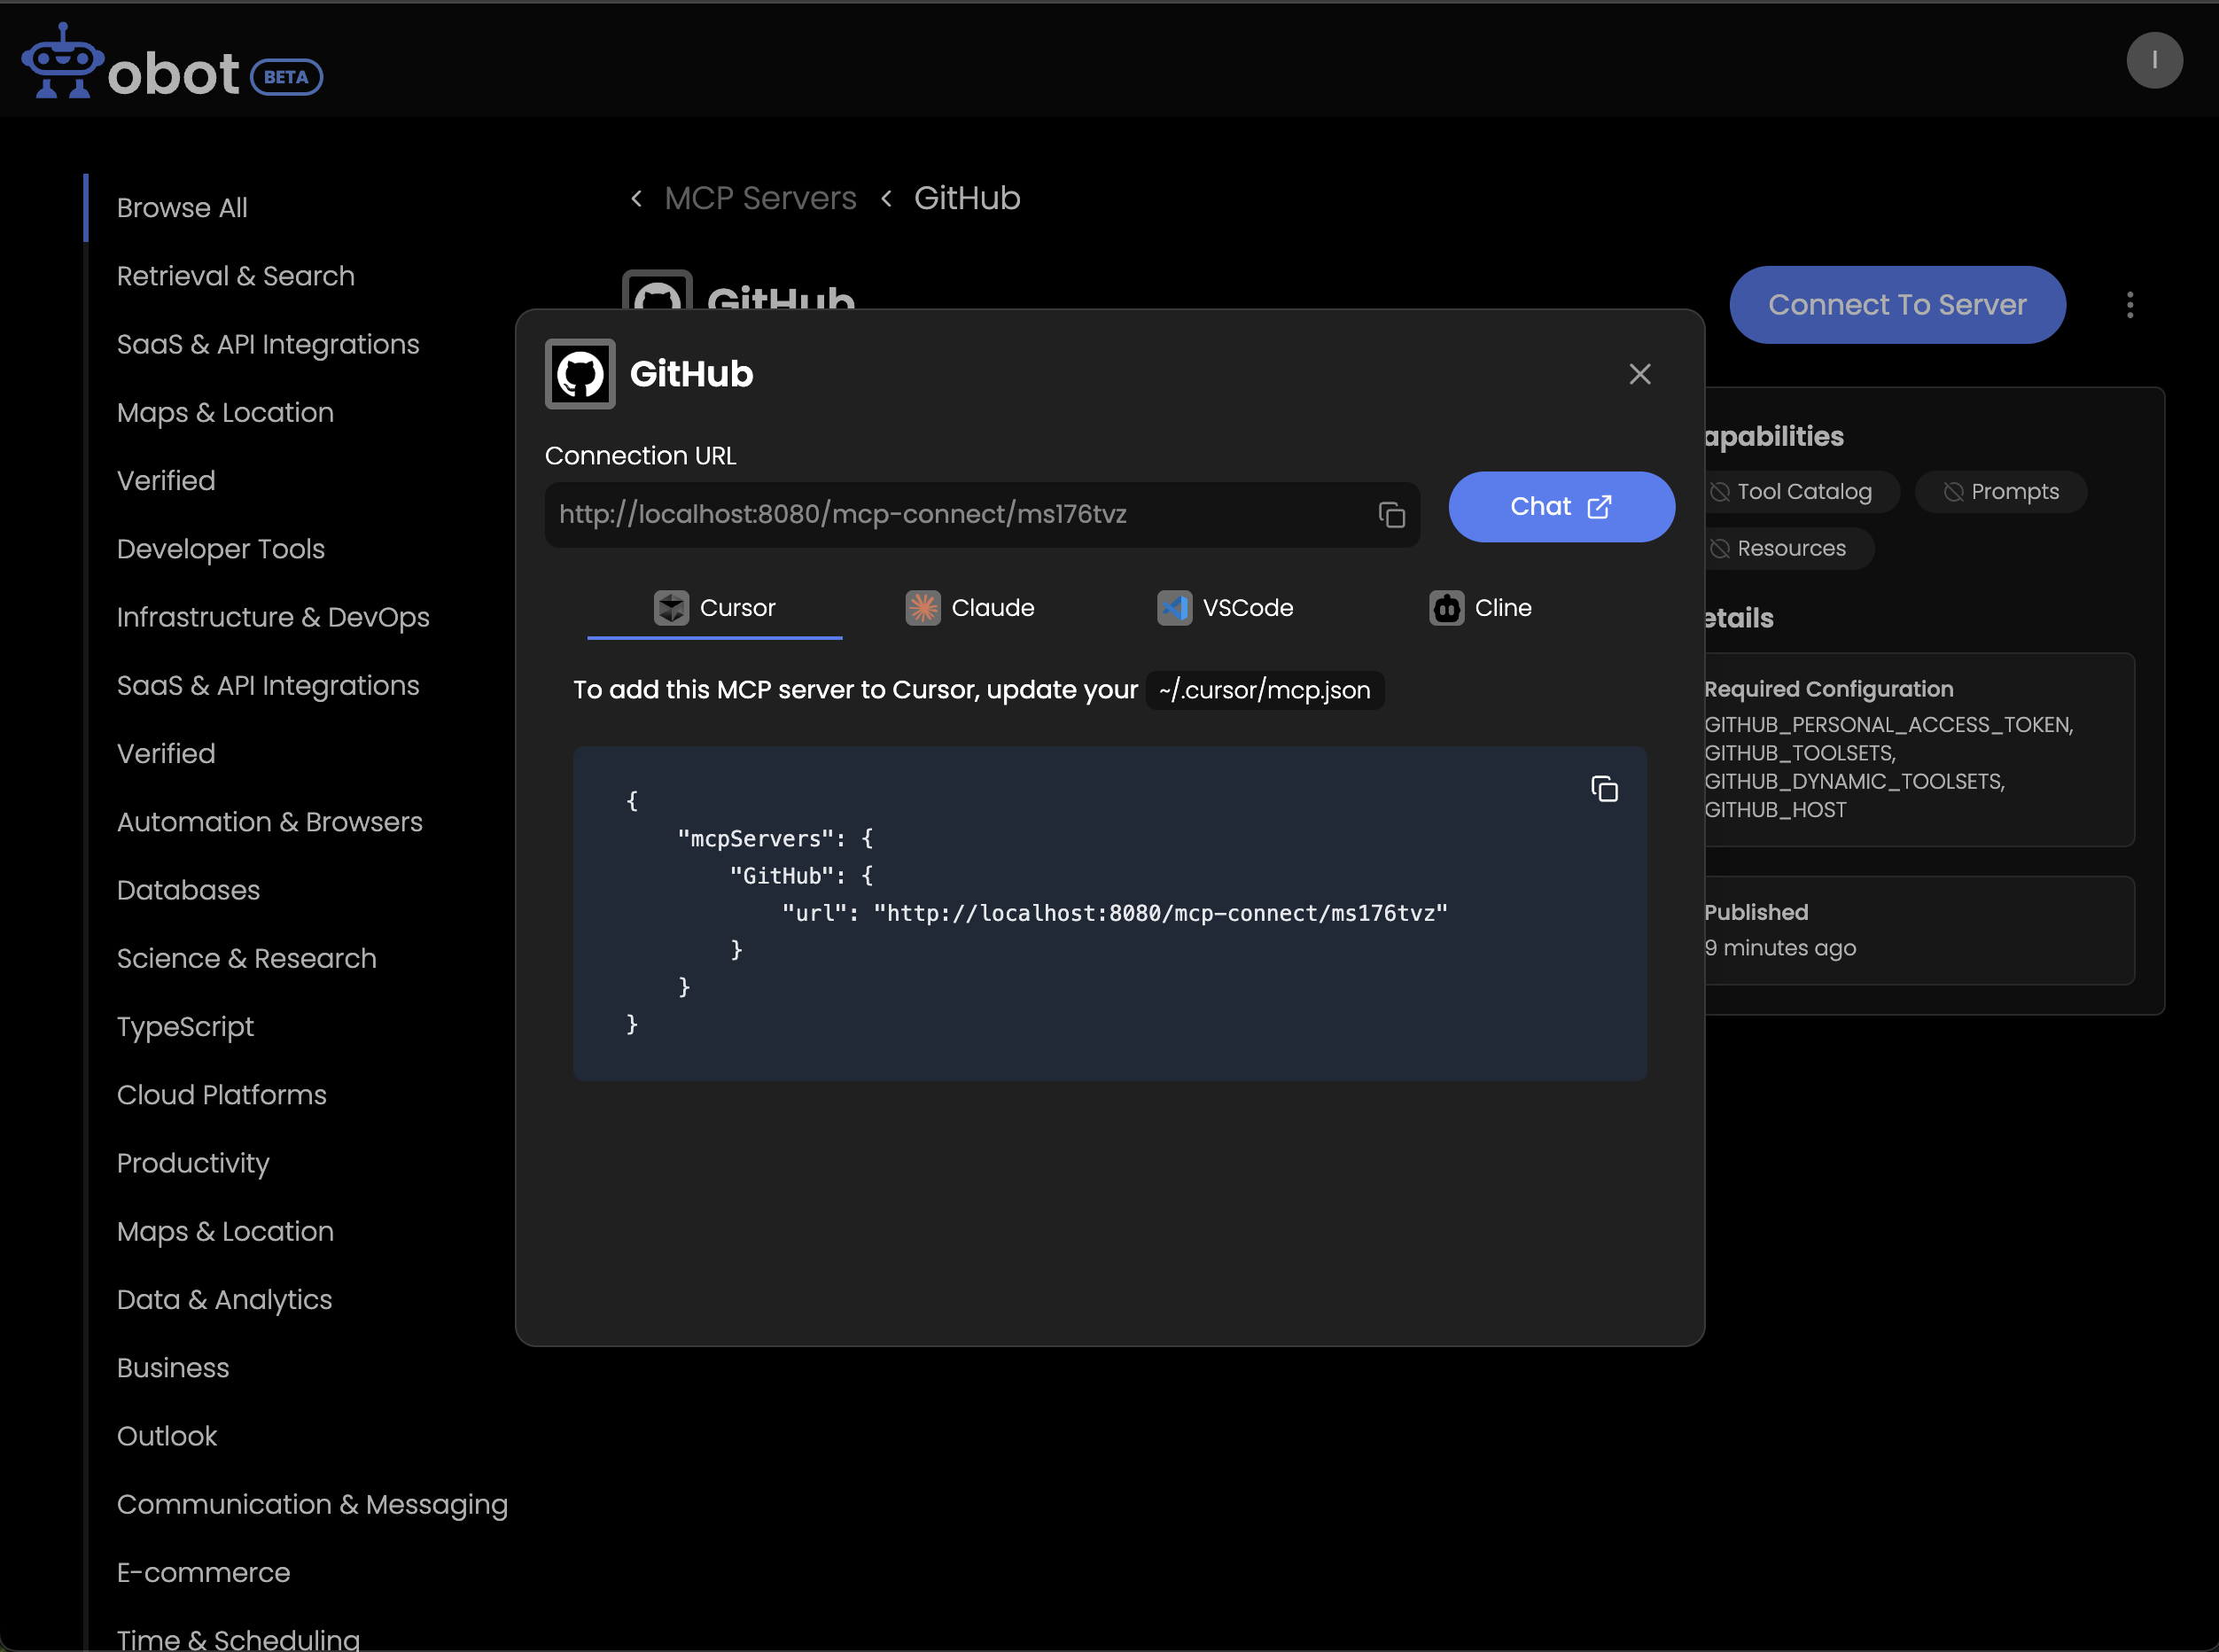 obot BETA
I
Browse All
Retrieval & Search
SaaS & API Integrations
Maps & Location
Verified
Developer Tools
Infrastructure & DevOps
SaaS & API Integrations
Verified
Automation & Browsers
Databases
Science & Research
TypeScript
Cloud Platforms
Productivity
Maps & Location
Data & Analytics
Business
Outlook
Communication & Messaging
E-commerce
Time & Scheduling
MCP Servers GitHub
GitHub
Connect To Server
GitHub
Connection URL
http://localhost:8080/mcp-connect/ms176tvz
Chat
Cursor
Claude
VSCode
Cline
To add this MCP server to Cursor, update your ~/.cursor/mcp.json
{
"mcpServers": {
"GitHub": {
"url": "http://localhost:8080/mcp-connect/ms176tvz"
}
}
}
apabilities
Tool Catalog
Prompts
Resources
etails
Required Configuration
GITHUB_PERSONAL_ACCESS_TOKEN,
GITHUB_TOOLSETS,
GITHUB_DYNAMIC_TOOLSETS,
GITHUB_HOST
Published
9 minutes ago